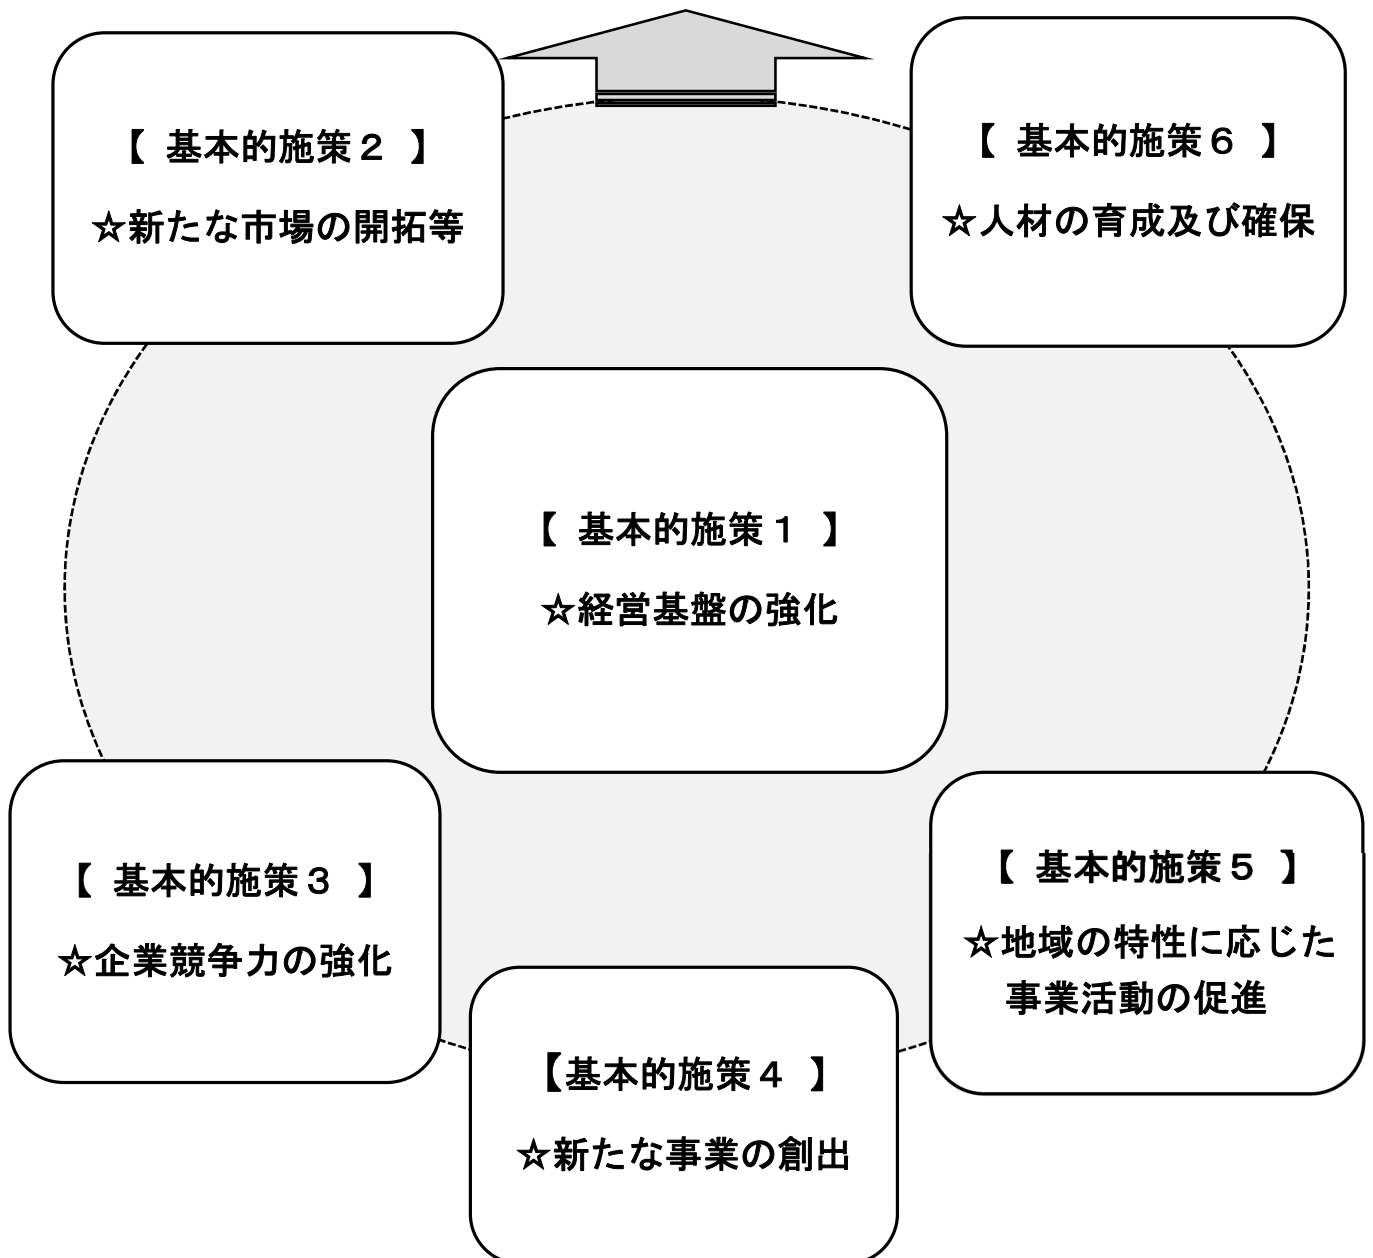 【 基本的施策２ 】
☆新たな市場の開拓等
【 基本的施策６ 】
☆人材の育成及び確保
【 基本的施策１ 】
☆経営基盤の強化
【 基本的施策３ 】
☆企業競争力の強化
【 基本的施策５ 】
☆地域の特性に応じた
事業活動の促進
【基本的施策４ 】
☆新たな事業の創出